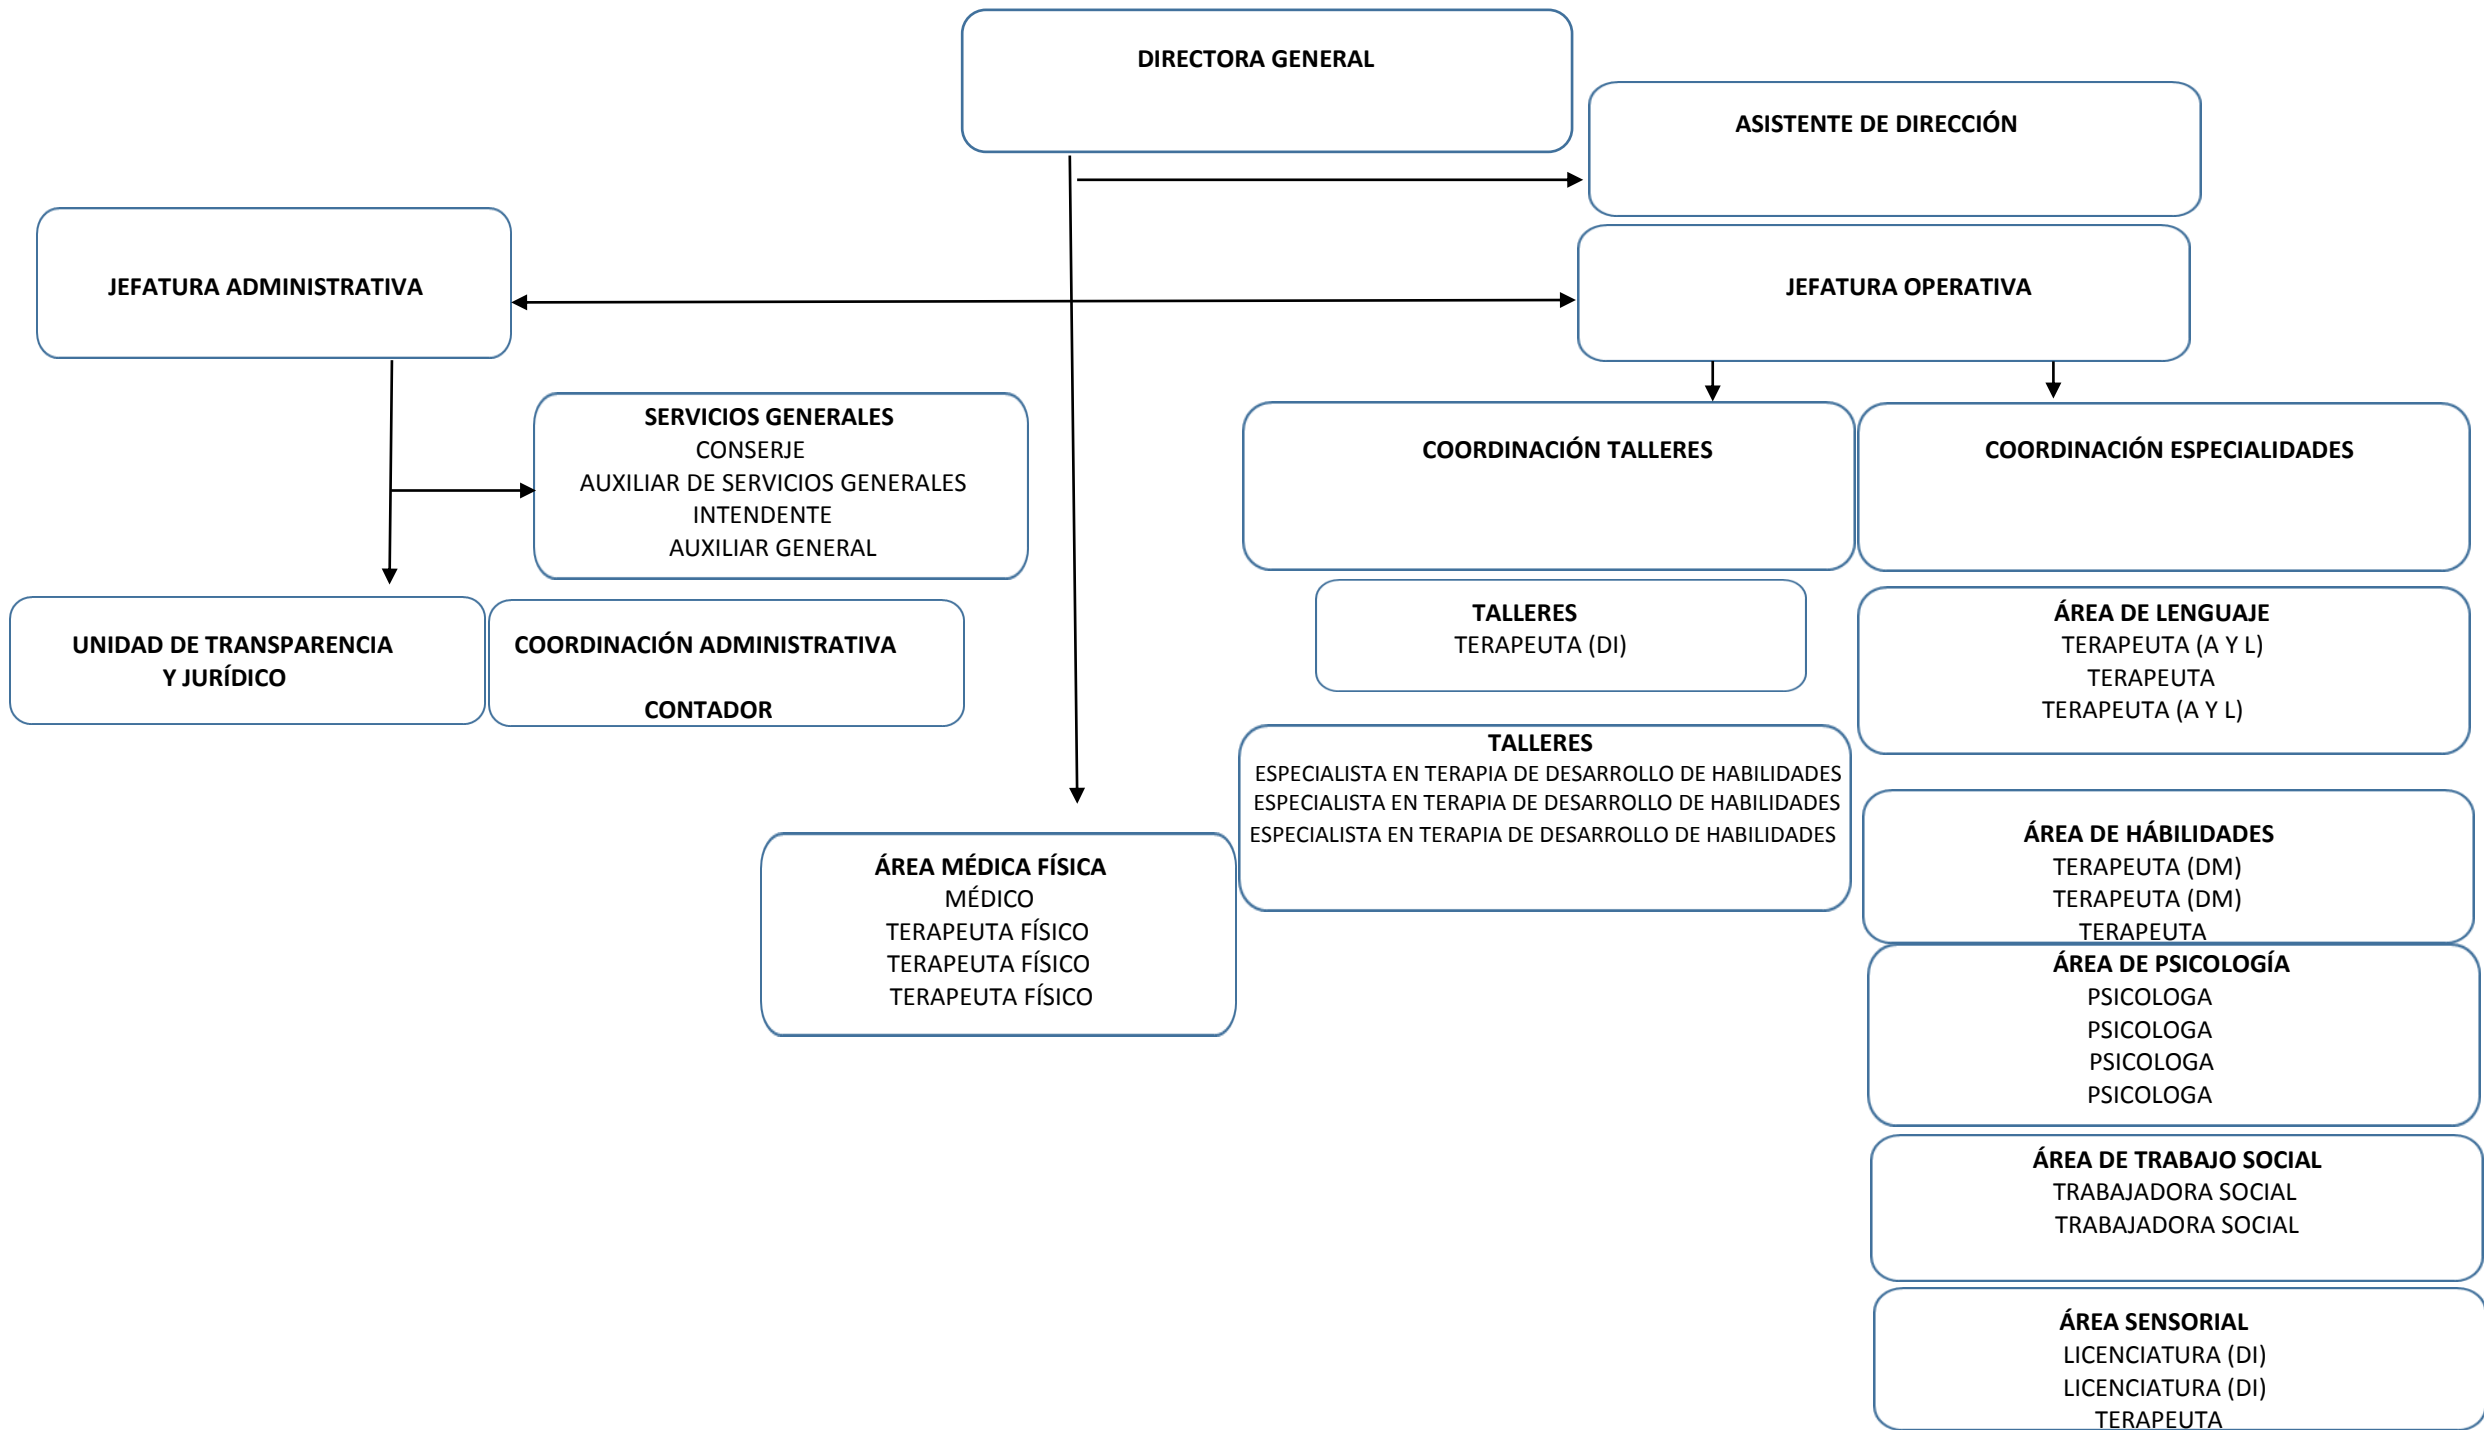 DIRECTORA GENERAL
ASISTENTE DE DIRECCIÓN
JEFATURA ADMINISTRATIVA
JEFATURA OPERATIVA
SERVICIOS GENERALES
CONSERJE
AUXILIAR DE SERVICIOS GENERALES
INTENDENTE
AUXILIAR GENERAL
COORDINACIÓN TALLERES
COORDINACIÓN ESPECIALIDADES
UNIDAD DE TRANSPARENCIA
Y JURÍDICO
COORDINACIÓN ADMINISTRATIVA
CONTADOR
TALLERES
TERAPEUTA (DI)
ÁREA DE LENGUAJE
TERAPEUTA (A Y L)
TERAPEUTA
TERAPEUTA (A Y L)
TALLERES
ESPECIALISTA EN TERAPIA DE DESARROLLO DE HABILIDADES
ESPECIALISTA EN TERAPIA DE DESARROLLO DE HABILIDADES
ESPECIALISTA EN TERAPIA DE DESARROLLO DE HABILIDADES
ÁREA MÉDICA FÍSICA
MÉDICO
TERAPEUTA FÍSICO
TERAPEUTA FÍSICO
TERAPEUTA FÍSICO
ÁREA DE HÁBILIDADES
TERAPEUTA (DM)
TERAPEUTA (DM)
TERAPEUTA
ÁREA DE PSICOLOGÍA
PSICOLOGA
PSICOLOGA
PSICOLOGA
PSICOLOGA
ÁREA DE TRABAJO SOCIAL
TRABAJADORA SOCIAL
TRABAJADORA SOCIAL
ÁREA SENSORIAL
LICENCIATURA (DI)
LICENCIATURA (DI)
TERAPEUTA